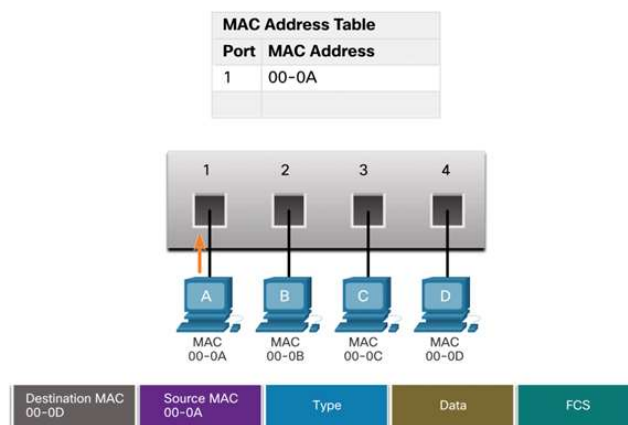 MAC Address Table
Port MAC Address
1 00-0A
1 2 3 4
A B C D
MAC MAC MAC MAC
00-0A 00-0B 00-0C 00-0D
Destination MAC Source MAC Type Data FCS
00-0D 00-0A